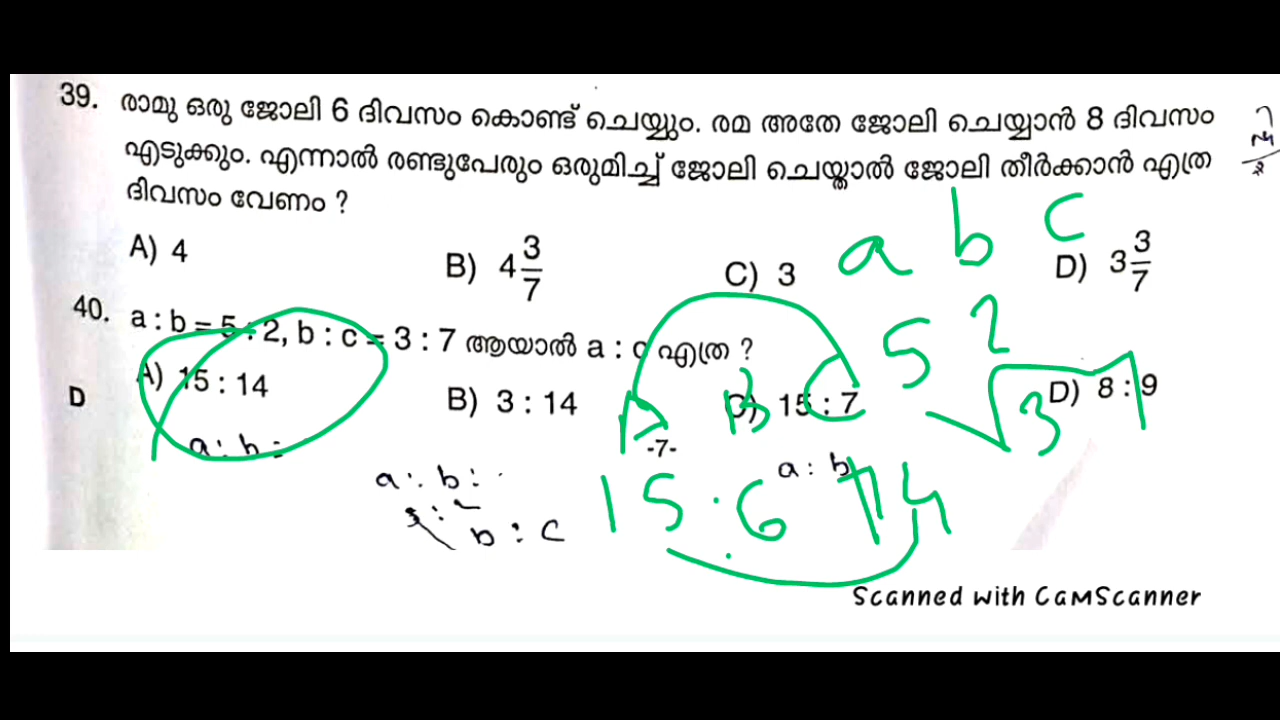 39. രാമു ഒരു ജോലി 6 ദിവസം കൊണ്ട് ചെയ്യും. രമ അതേ ജോലി ചെയ്യാൻ 8 ദിവസം
എടുക്കും. എന്നാൽ രണ്ടുപേരും ഒരുമിച്ച് ജോലി ചെയ്താൽ ജോലി തീർക്കാൻ എത്ര
ദിവസം വേണം ?
a b c
A) 4 B) 4 3/7 C) 3 D) 3 3/7
40. a : b = 5 : 2, b : c = 3 : 7 ആയാൽ a : c എത്ര ?
5 2
A) 15 : 14 B) 3 : 14 C) 15 : 7 D) 8 : 9
D
3
-7-
a : b :
a : b : a : b
b : c
15 : 6 14
Scanned with CamScanner